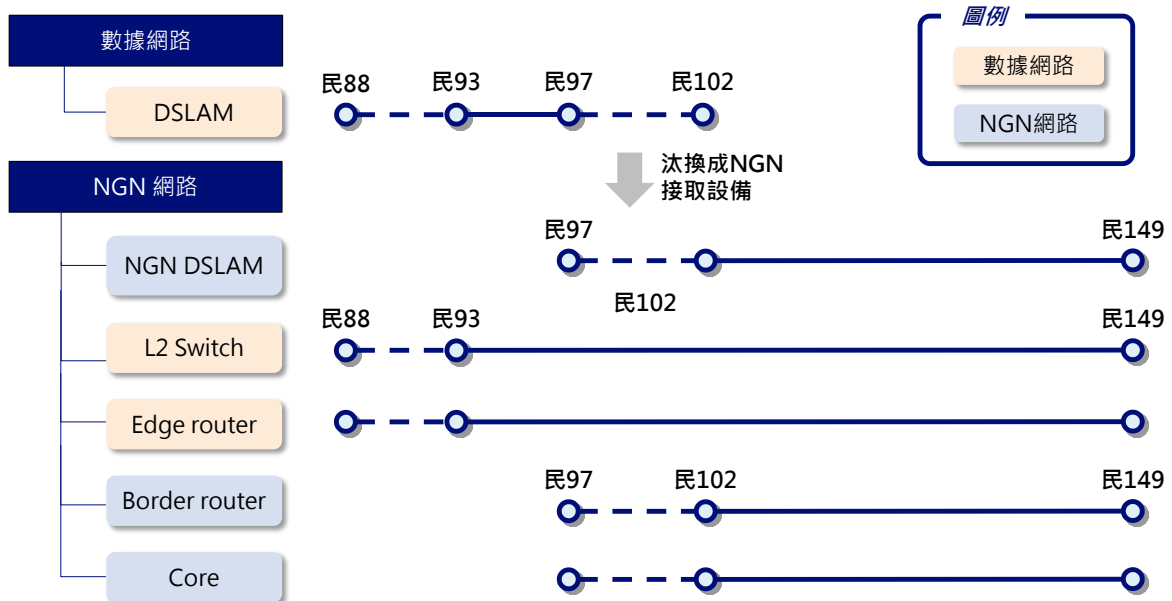 圖例
數據網路
NGN網路
數據網路
DSLAM
民88
民93
民97
民102
汰換成NGN
接取設備
NGN 網路
NGN DSLAM
民97
民149
民102
L2 Switch
民88
民93
民149
Edge router
Border router
民97
民102
民149
Core